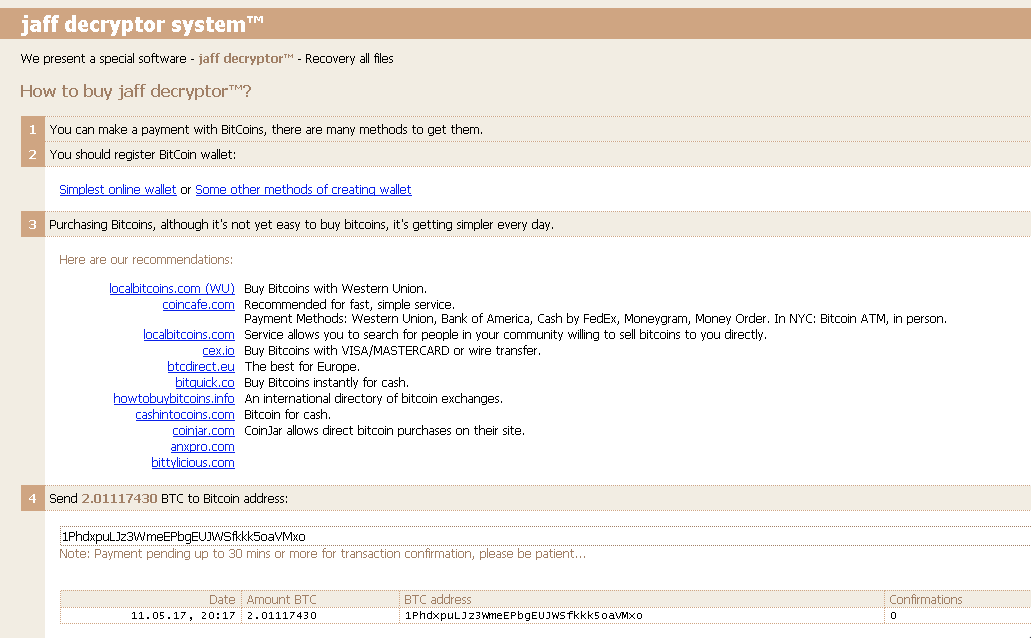 jaff decryptor system™
We present a special software - jaff decryptor™ - Recovery all files
How to buy jaff decryptor™?
1 You can make a payment with BitCoins, there are many methods to get them.
2 You should register BitCoin wallet:
Simplest online wallet or Some other methods of creating wallet
3 Purchasing Bitcoins, although it's not yet easy to buy bitcoins, it's getting simpler every day.
Here are our recommendations:
localbitcoins.com (WU) Buy Bitcoins with Western Union.
coincafe.com Recommended for fast, simple service.
Payment Methods: Western Union, Bank of America, Cash by FedEx, Moneygram, Money Order. In NYC: Bitcoin ATM, in person.
localbitcoins.com Service allows you to search for people in your community willing to sell bitcoins to you directly.
cex.io Buy Bitcoins with VISA/MASTERCARD or wire transfer.
btcdirect.eu The best for Europe.
bitquick.co Buy Bitcoins instantly for cash.
howtobuybitcoins.info An international directory of bitcoin exchanges.
cashintocoins.com Bitcoin for cash.
coinjar.com CoinJar allows direct bitcoin purchases on their site.
anxpro.com
bittylicious.com
4 Send 2.01117430 BTC to Bitcoin address:
1PhdxpuLJz3WmeEPbgEUJWSfkkk5oaVMxo
Note: Payment pending up to 30 mins or more for transaction confirmation, please be patient...
Date Amount BTC BTC address Confirmations
11.05.17, 20:17 2.01117430 1PhdxpuLJz3WmeEPbgEUJWSfkkk5oaVMxo 0